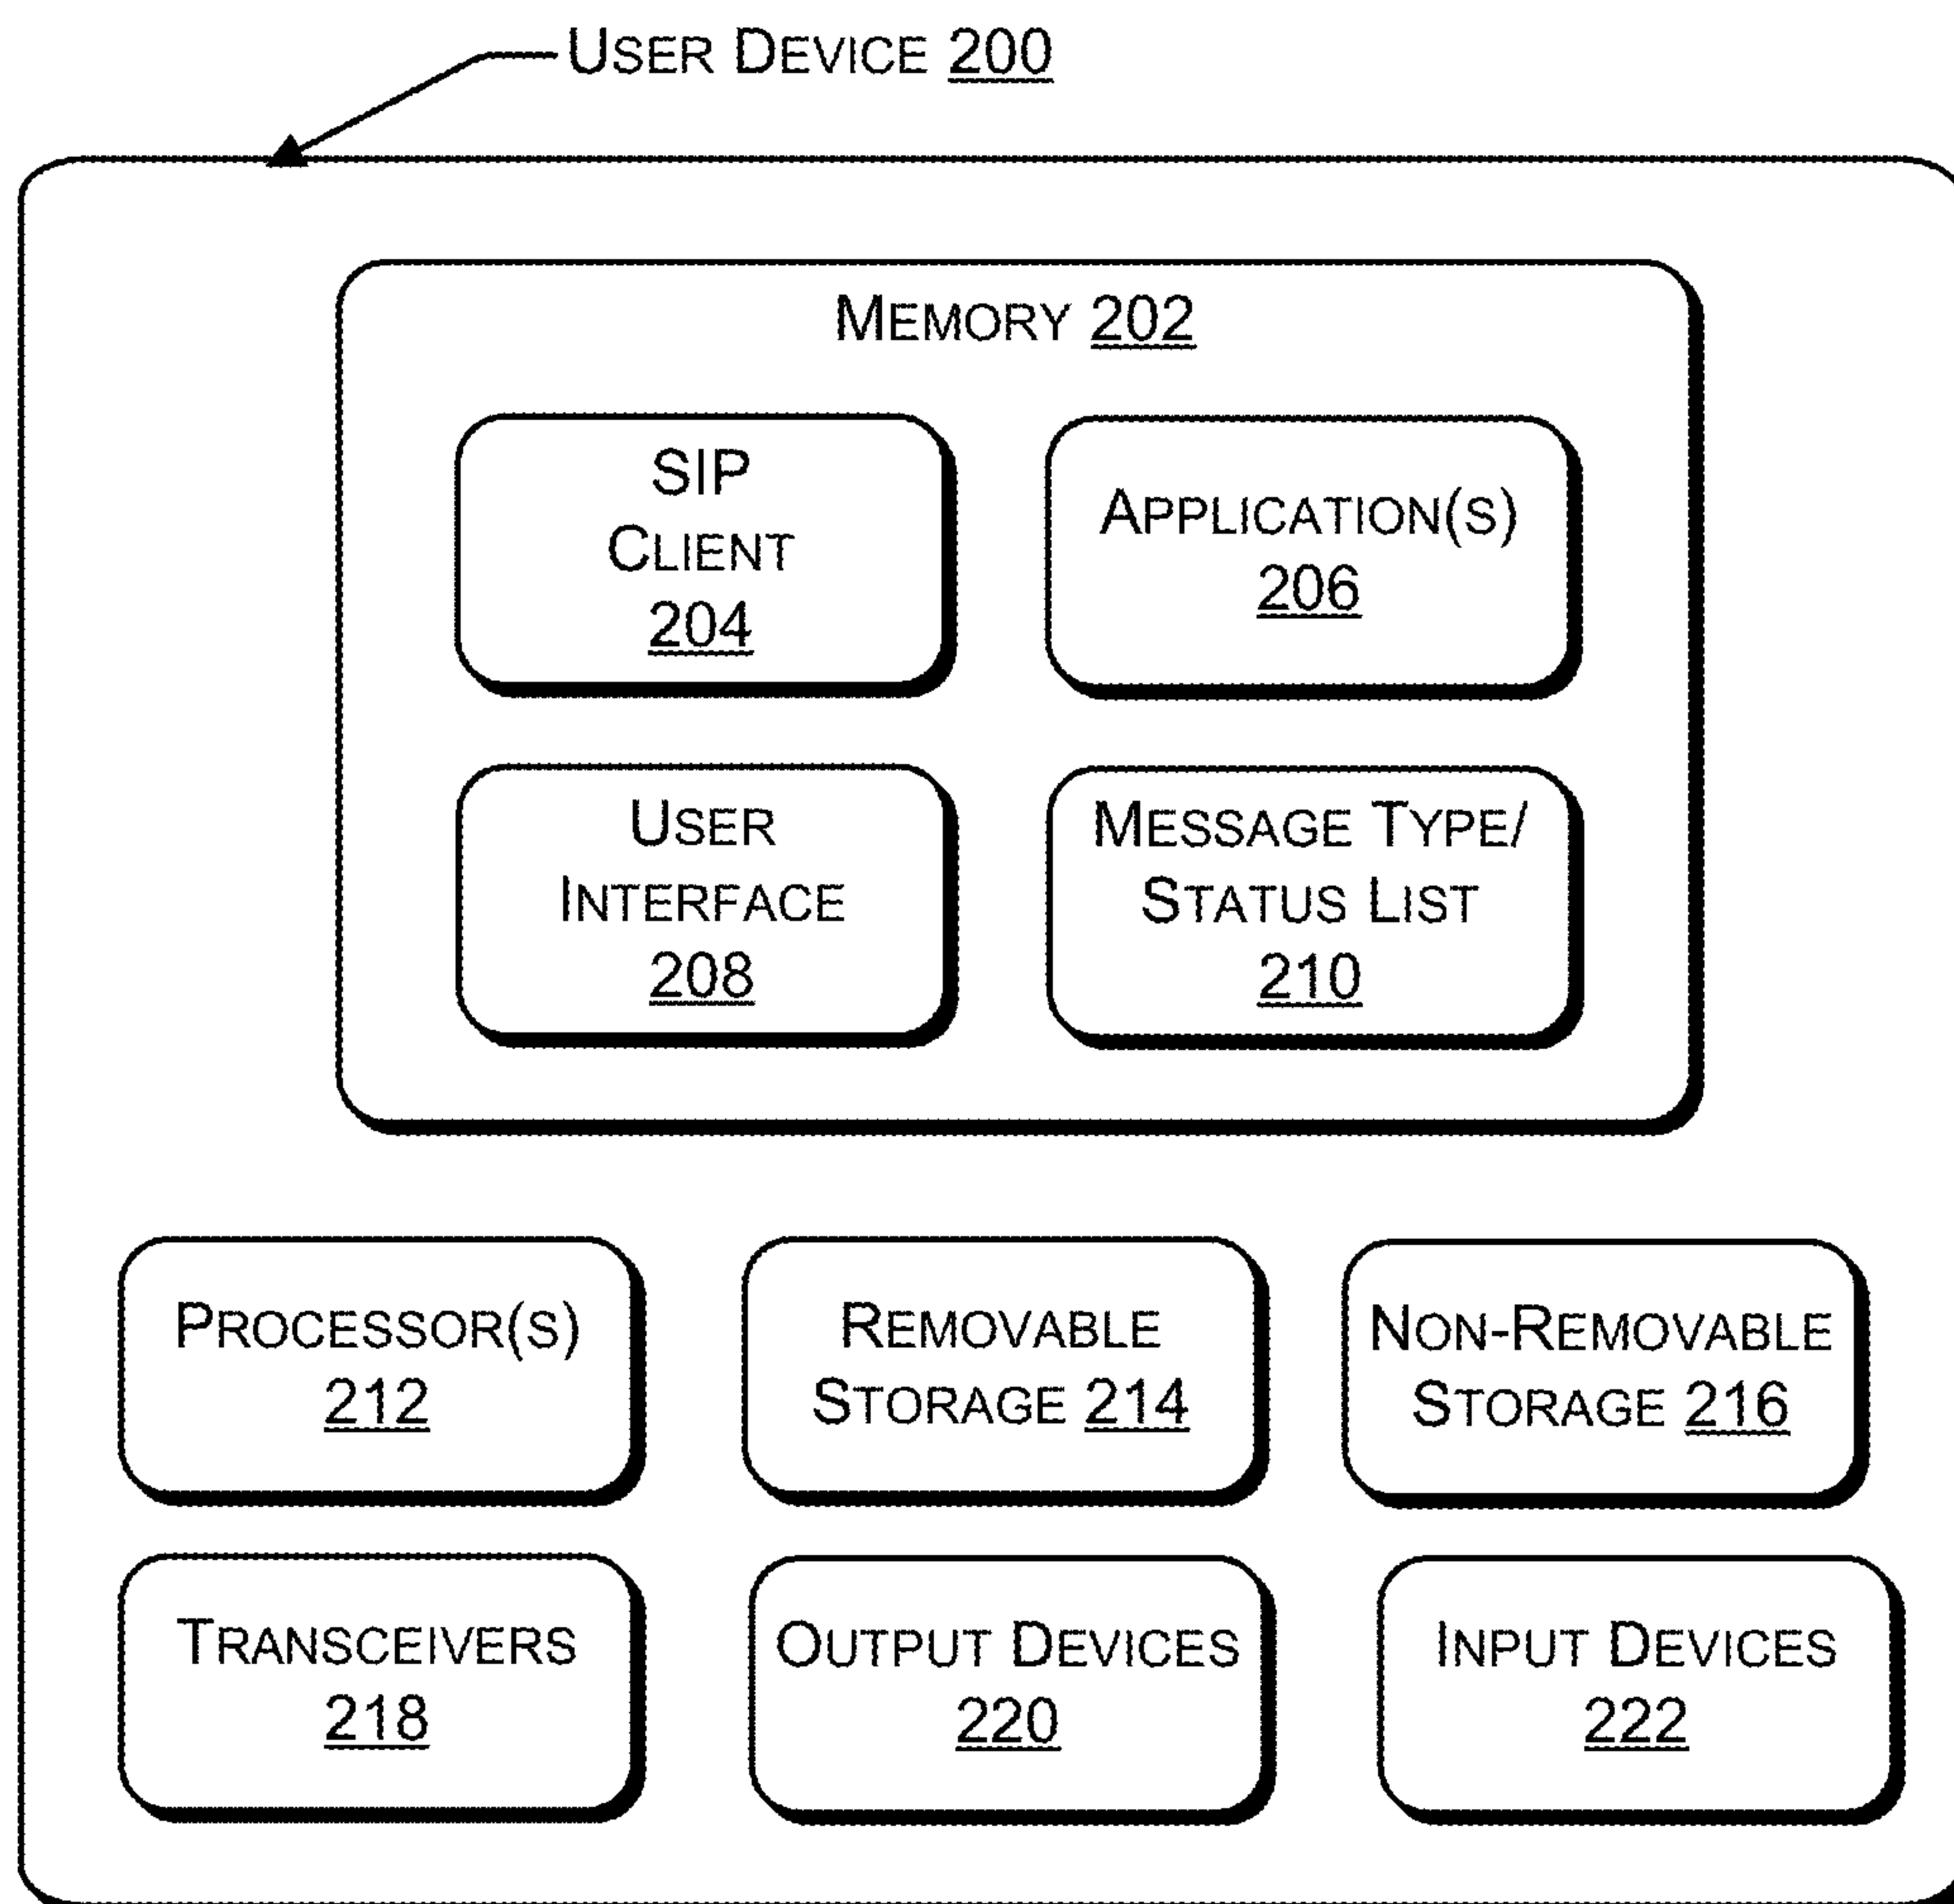 USER DEVICE 200
MEMORY 202
SIP
CLIENT
204
APPLICATION(S)
206
USER
INTERFACE
208
MESSAGE TYPE/
STATUS LIST
210
PROCESSOR(S)
212
REMOVABLE
STORAGE 214
NON-REMOVABLE
STORAGE 216
TRANSCEIVERS
218
OUTPUT DEVICES
220
INPUT DEVICES
222